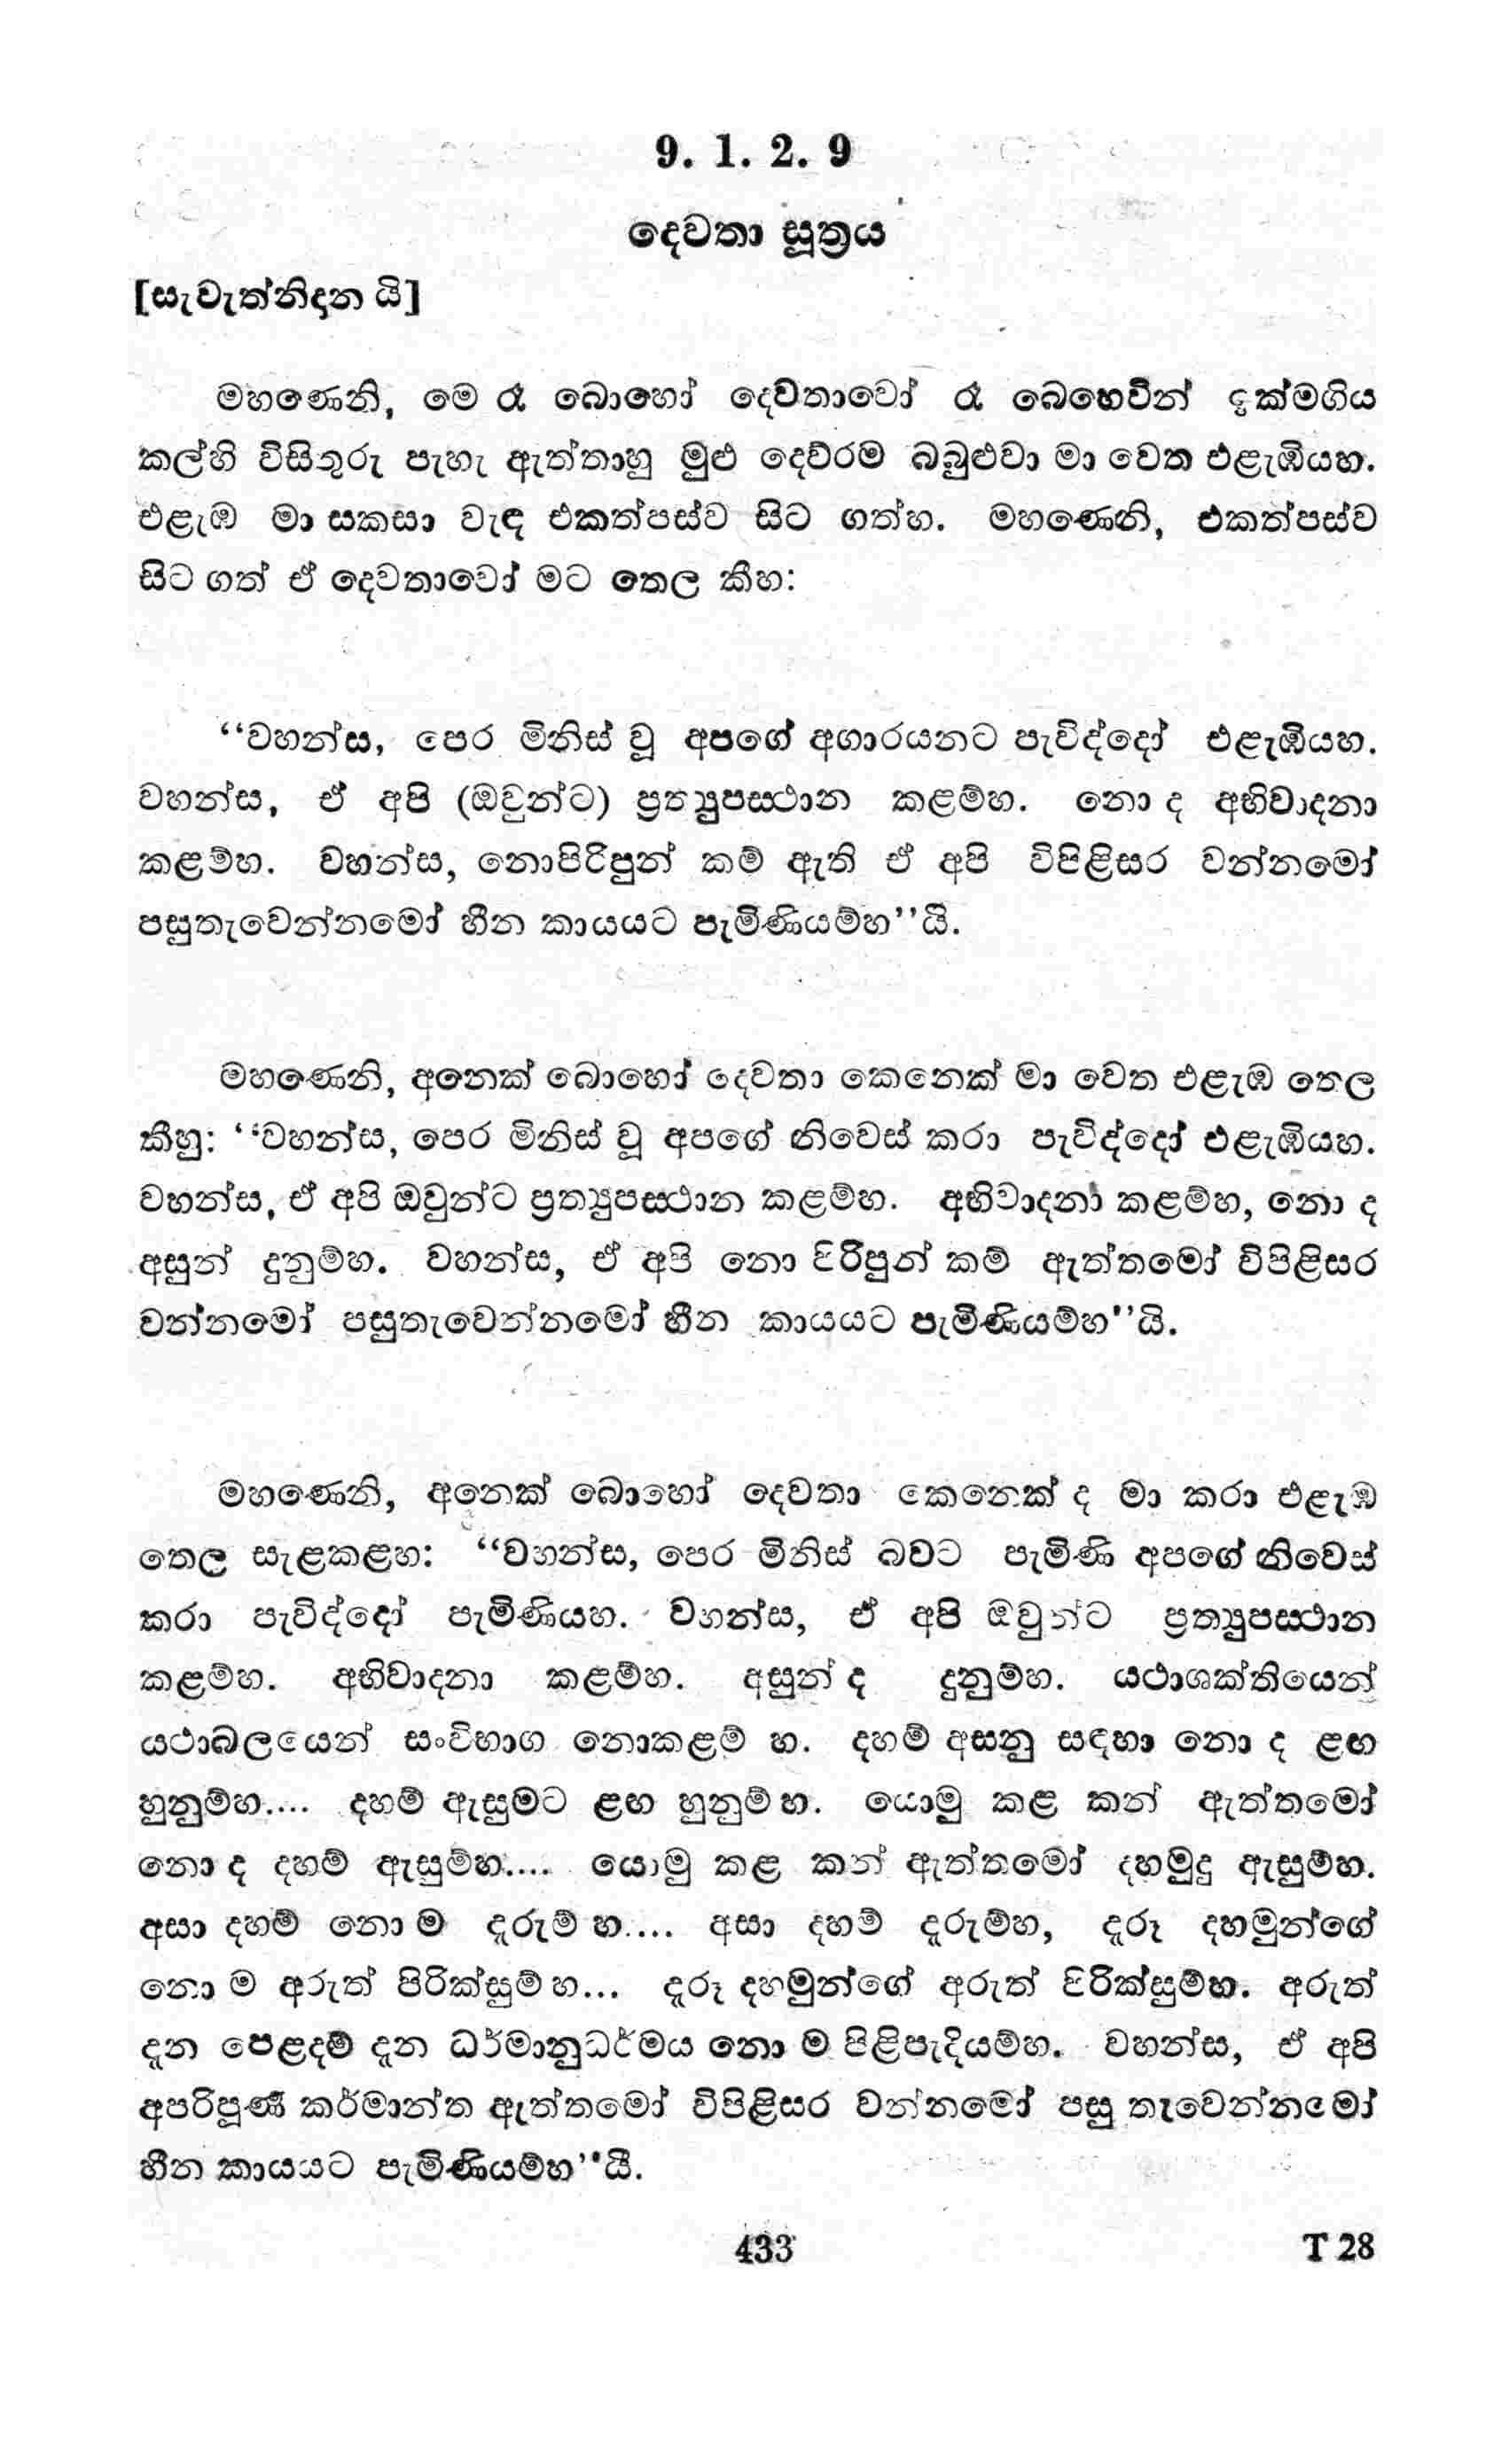 9. 1. 2. 9
දෙවතා සූත්‍රය
[සැවැත්නිදාන යි]
මහණෙනි, මෙ රෑ බොහෝ දෙවතාවෝ රෑ බෙහෙවින් ඉක්මගිය
කල්හි විසිතුරු පැහැ ඇත්තාහු මුළු දෙව්රම බබුළුවා මා වෙත එළැඹියහ.
එළැඹ මා සකසා වැඳ එකත්පස්ව සිට ගත්හ. මහණෙනි, එකත්පස්ව
සිට ගත් ඒ දෙවතාවෝ මට තෙල කීහ:
‘‘වහන්ස, පෙර මිනිස් වූ අපගේ අගාරයනට පැවිද්දෝ එළැඹියහ.
වහන්ස, ඒ අපි (ඔවුන්ට) ප්‍රත්‍යුපස්ථාන කළම්හ. නො ද අභිවාදනා
කළම්හ. වහන්ස, නොපිරිපුන් කම් ඇති ඒ අපි විපිළිසර වන්නමෝ
පසුතැවෙන්නමෝ හීන කායයට පැමිණියම්හ’’යි.
මහණෙනි, අනෙක් බොහෝ දෙවතා කෙනෙක් මා වෙත එළැඹ තෙල
කීහු: ‘‘වහන්ස, පෙර මිනිස් වූ අපගේ නිවෙස් කරා පැවිද්දෝ එළැඹියහ.
වහන්ස, ඒ අපි ඔවුන්ට ප්‍රත්‍යුපස්ථාන කළම්හ. අභිවාදනා කළම්හ, නො ද
අසුන් දුනුම්හ. වහන්ස, ඒ අපි නො පිරිපුන් කම් ඇත්තමෝ විපිළිසර
වන්නමෝ පසුතැවෙන්නමෝ හීන කායයට පැමිණියම්හ’’යි.
මහණෙනි, අනෙක් බොහෝ දෙවතා කෙනෙක් ද මා කරා එළැඹ
තෙල සැළකළහ: ‘‘වහන්ස, පෙර මිනිස් බවට පැමිණි අපගේ නිවෙස්
කරා පැවිද්දෝ පැමිණියහ. වහන්ස, ඒ අපි ඔවුන්ට ප්‍රත්‍යුපස්ථාන
කළම්හ. අභිවාදනා කළම්හ. අසුන් ද දුනුම්හ. යථාශක්තියෙන්
යථාබලයෙන් සංවිභාග නොකළම් හ. දහම් අසනු සඳහා නො ද ළඟ
හුනුම්හ.... දහම් ඇසුමට ළඟ හුනුම් හ. යොමු කළ කන් ඇත්තමෝ
නො ද දහම් ඇසුම්හ.... යොමු කළ කන් ඇත්තමෝ දහමුදු ඇසුම්හ.
අසා දහම් නො ම දැරුම් හ.... අසා දහම් දැරුම්හ, දැරූ දහමුන්ගේ
නො ම අරුත් පිරික්සුම් හ... දැරූ දහමුන්ගේ අරුත් පිරික්සුම්හ. අරුත්
දැන පෙළදම් දැන ධර්මානුධර්මය නො ම පිළිපැදියම්හ. වහන්ස, ඒ අපි
අපරිපූර්ණ කර්මාන්ත ඇත්තමෝ විපිළිසර වන්නමෝ පසු තැවෙන්නමෝ
හීන කායයට පැමිණියම්හ’’යි.
433
T 28